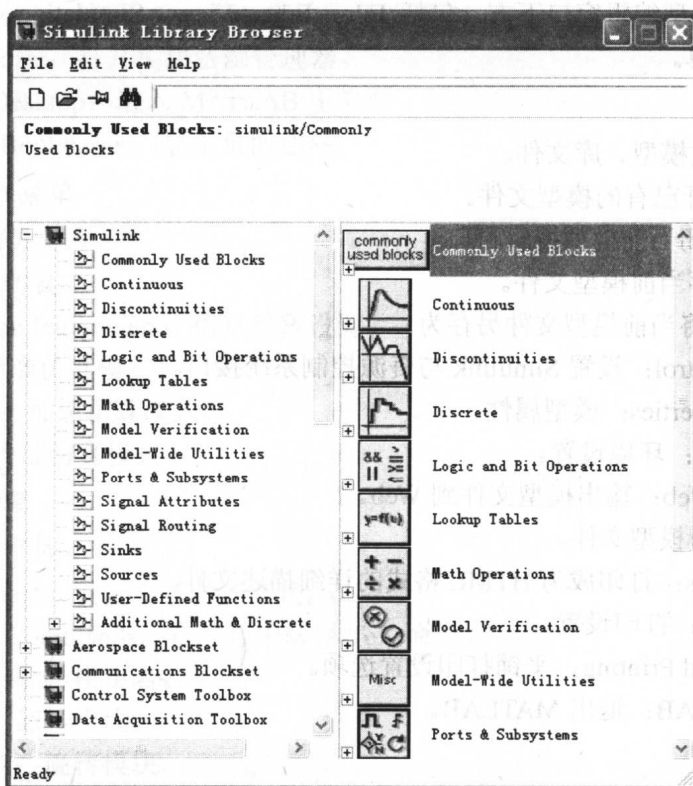 Simulink Library Browser
File Edit View Help
Commonly Used Blocks: simulink/Commonly
Used Blocks
Simulink
Commonly Used Blocks
Continuous
Discontinuities
Discrete
Logic and Bit Operations
Lookup Tables
Math Operations
Model Verification
Model-Wide Utilities
Ports & Subsystems
Signal Attributes
Signal Routing
Sinks
Sources
User-Defined Functions
Additional Math & Discrete
Aerospace Blockset
Communications Blockset
Control System Toolbox
Data Acquisition Toolbox
commonly
used blocks
Commonly Used Blocks
Continuous
Discontinuities
Discrete
Logic and Bit Operations
y=f(u)
Lookup Tables
Math Operations
Model Verification
Misc
Model-Wide Utilities
Ports & Subsystems
Ready